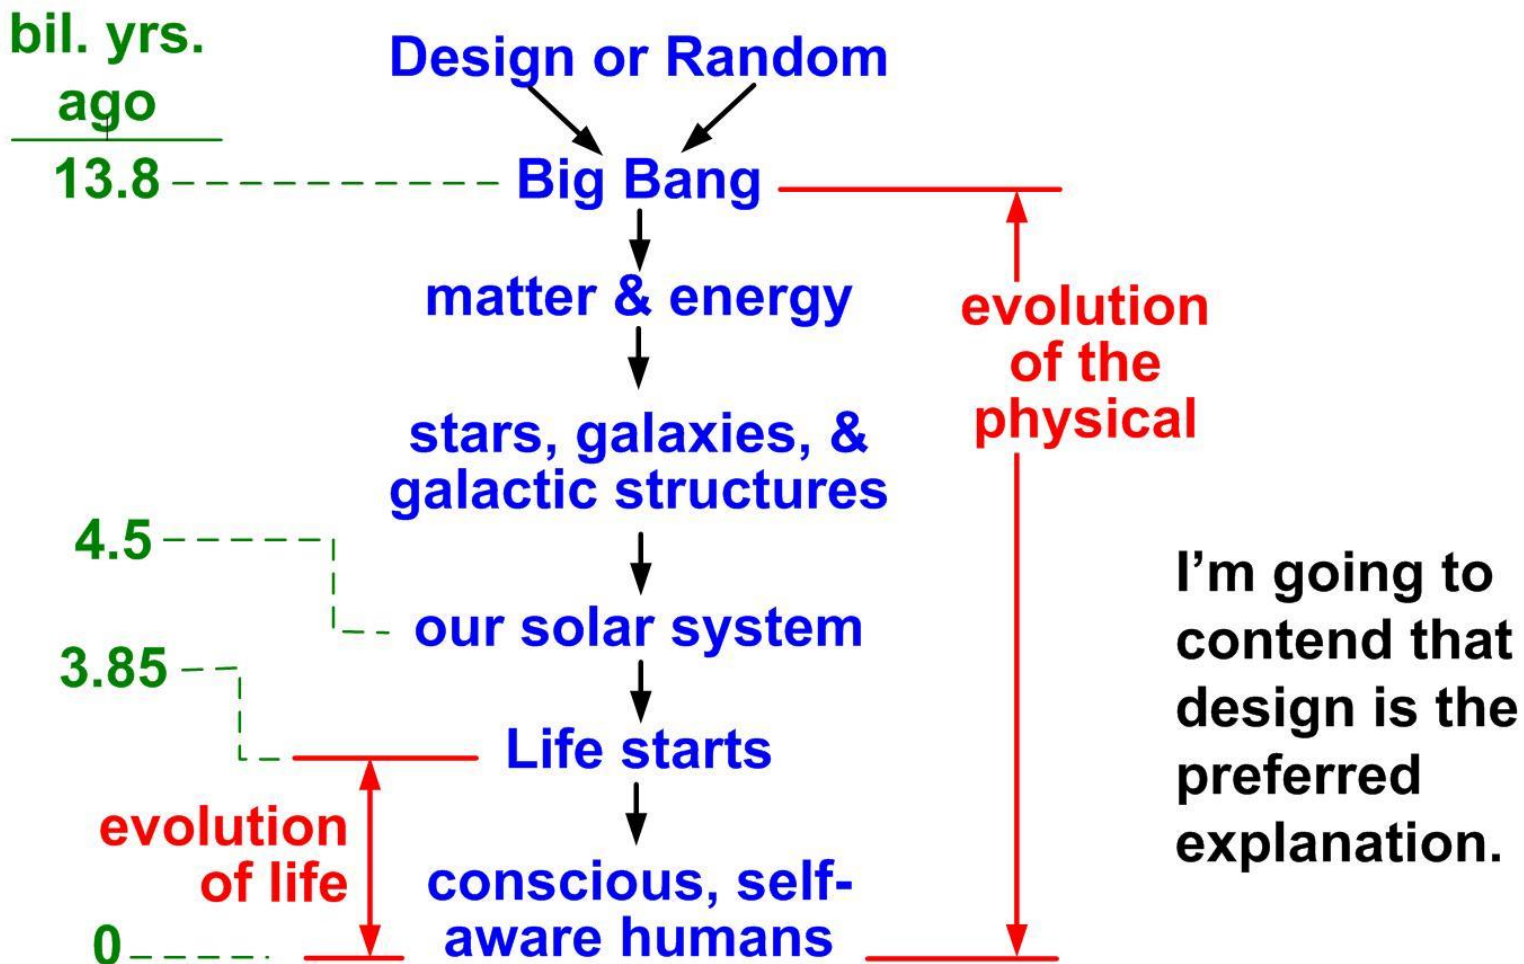 bil. yrs.
ago
Design or Random
13.8
Big Bang
matter & energy
evolution
of the
physical
stars, galaxies, &
galactic structures
4.5
our solar system
I’m going to
contend that
design is the
preferred
explanation.
3.85
Life starts
evolution
of life
conscious, self-
aware humans
0